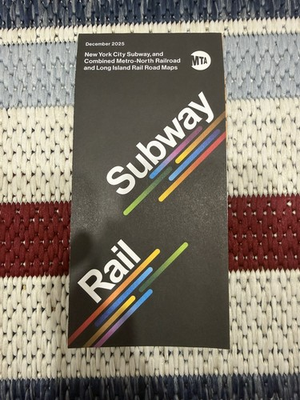 December 2025
New York City Subway, and
Combined Metro-North Railroad
and Long Island Rail Road Maps
MTA
Subway
Rail